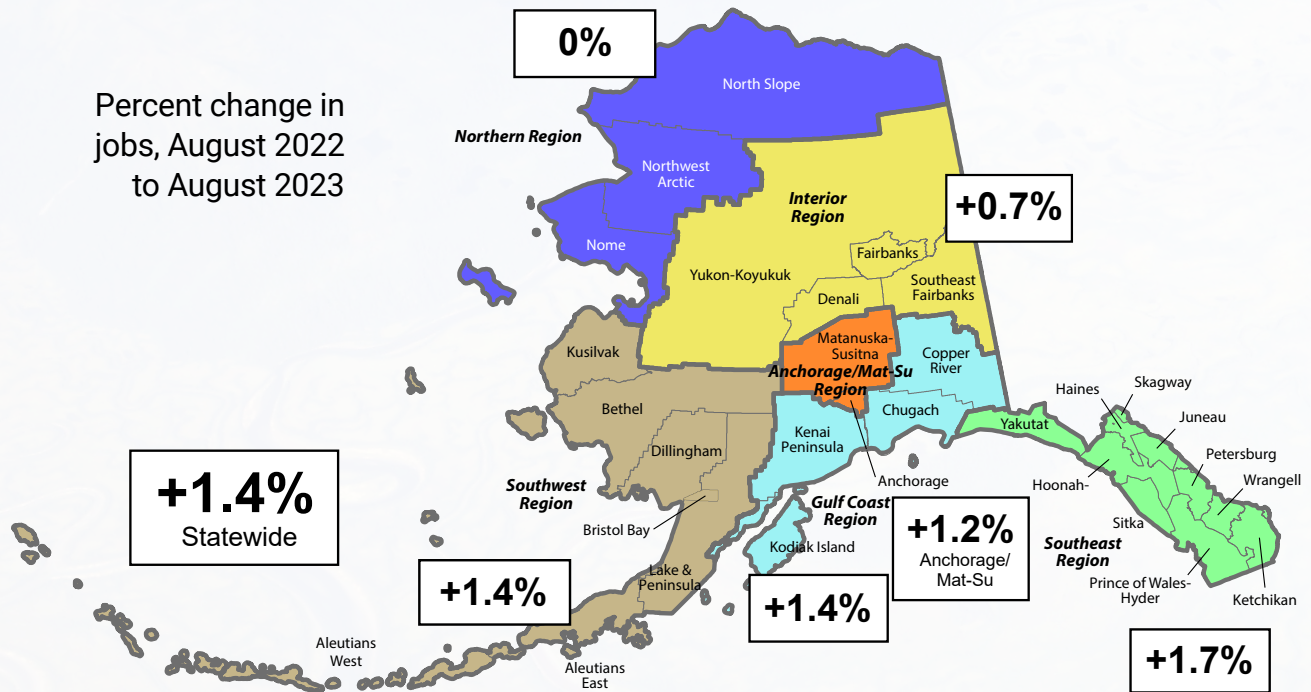 0%
Percent change in
jobs, August 2022
to August 2023
North Slope
Northern Region
Northwest
Arctic
Interior
Region
+0.7%
Nome
Fairbanks
Yukon-Koyukuk
Southeast
Fairbanks
Denali
Kusilvak
Matanuska-
Susitna
Copper
River
Anchorage/Mat-Su
Region
Bethel
Chugach
Haines
Skagway
Juneau
Yakutat
Kenai
Peninsula
Dillingham
Petersburg
+1.4%
Statewide
Southwest
Region
Anchorage
Hoonah-
Wrangell
Gulf Coast
Region
Bristol Bay
+1.2%
Anchorage/
Mat-Su
Sitka
Southeast
Region
Kodiak Island
Lake &
Peninsula
Prince of Wales-
Hyder
Ketchikan
+1.4%
+1.4%
Aleutians
West
Aleutians
East
+1.7%